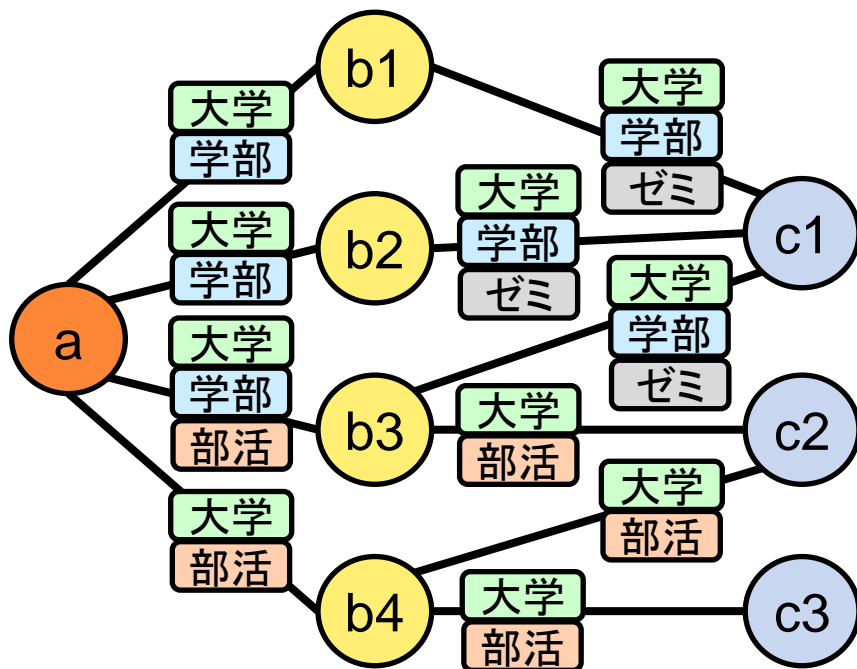 b1
大学
学部
大学
学部
ゼミ
大学
学部
b2
大学
学部
ゼミ
c1
a
大学
学部
部活
b3
大学
学部
ゼミ
大学
部活
c2
大学
部活
b4
大学
部活
大学
部活
c3